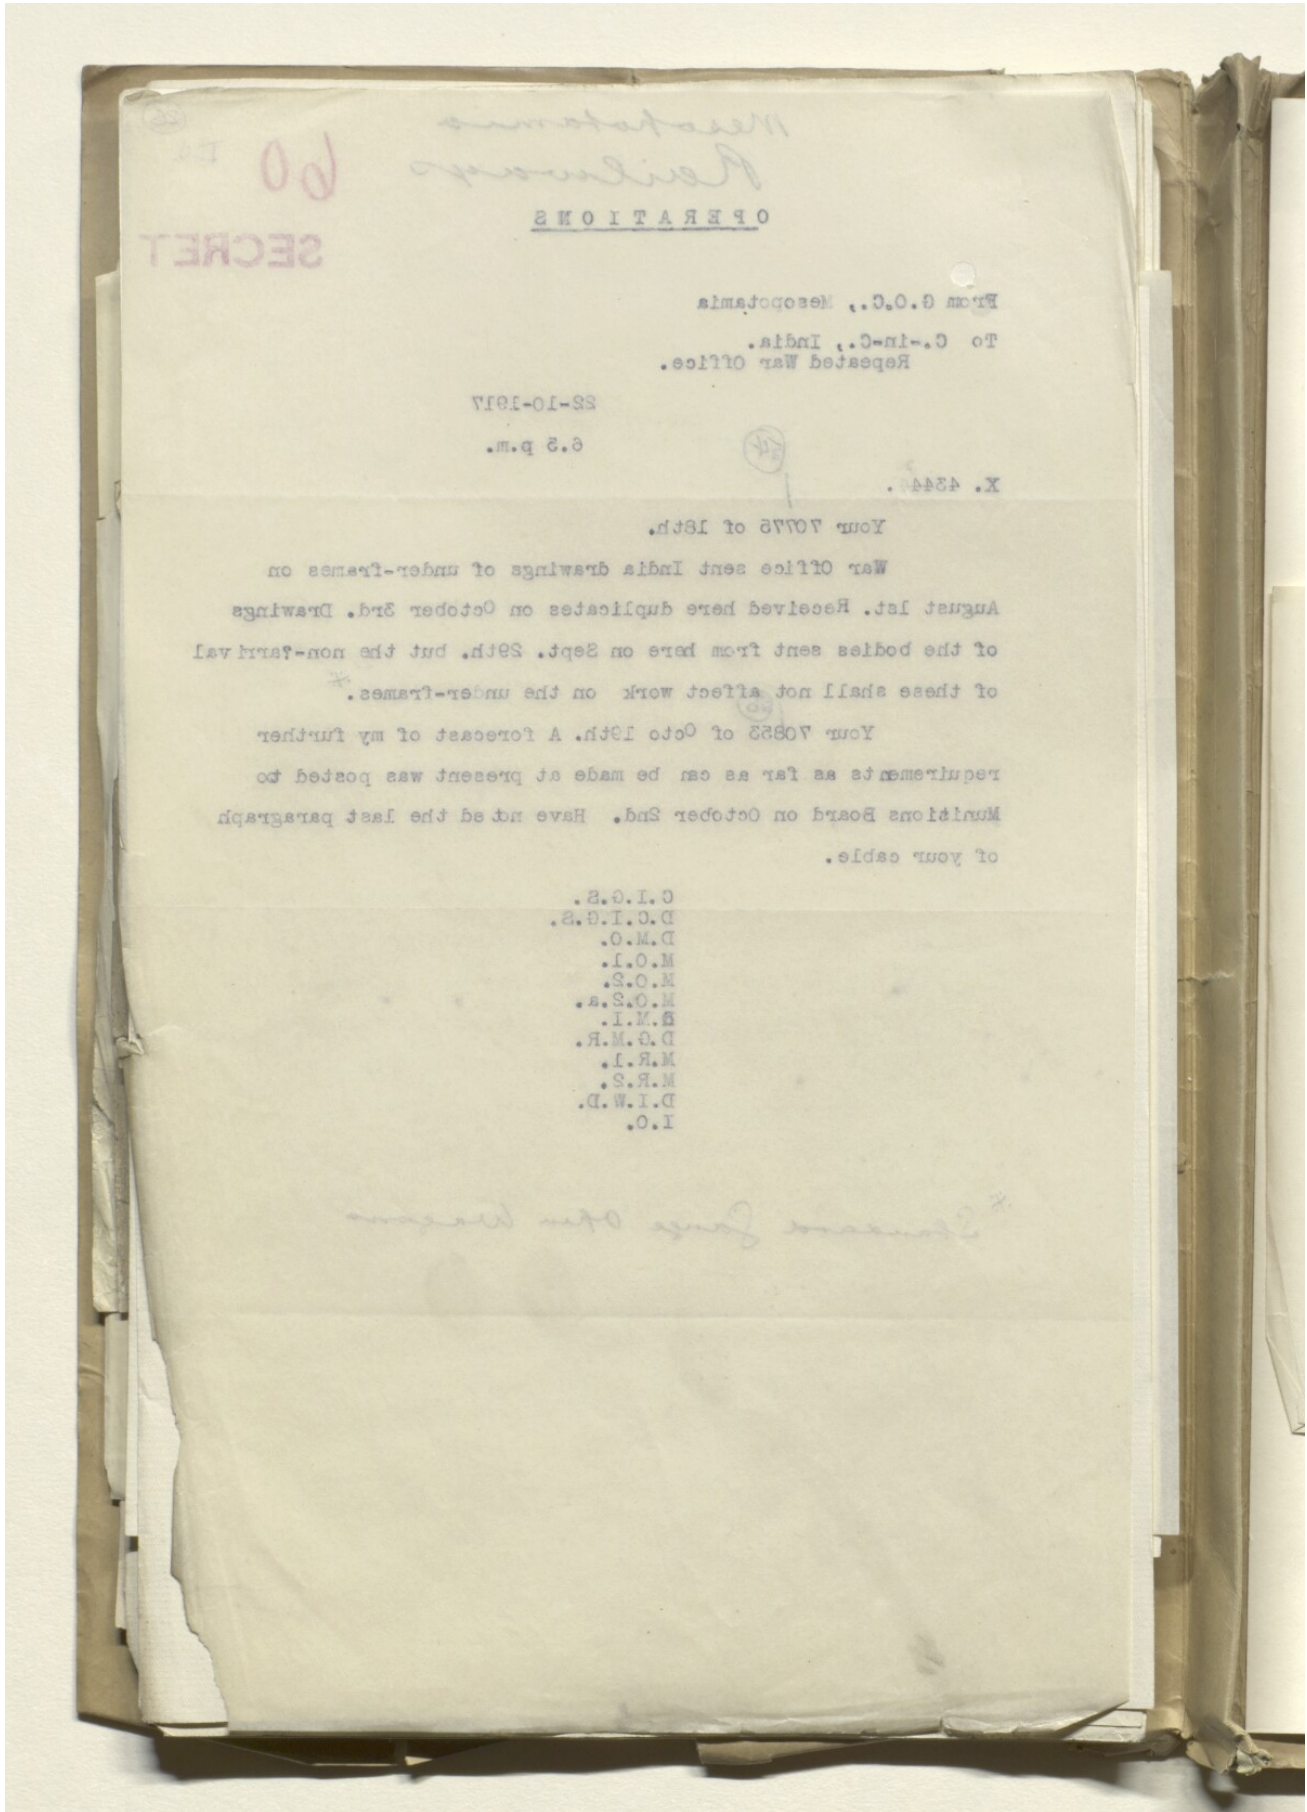 Mesopotamia
Railways
60
SECRET
OPERATIONS
From G.O.C., Mesopotamia
To C.-in-C., India.
Repeated War Office.
22-10-1917
6.5 p.m.
X. 4344.
Your 70775 of 18th.
War Office sent India drawings of under-frames on
August 1st. Received here duplicates on October 3rd. Drawings
of the bodies sent from here on Sept. 29th. but the non-?arrival
of these shall not affect work on the under-frames.*
Your 70853 of Octo 19th. A forecast of my further
requirements as far as can be made at present was posted to
Munitions Board on October 2nd. Have noted the last paragraph
of your cable.
C.I.G.S.
D.C.I.G.S.
D.M.O.
M.O.1.
M.O.2.
M.O.2.a.
D.M.I.
D.G.M.R.
M.R.1.
M.R.2.
D.I.W.D.
I.O.
* Standard Gauge Open Waggons